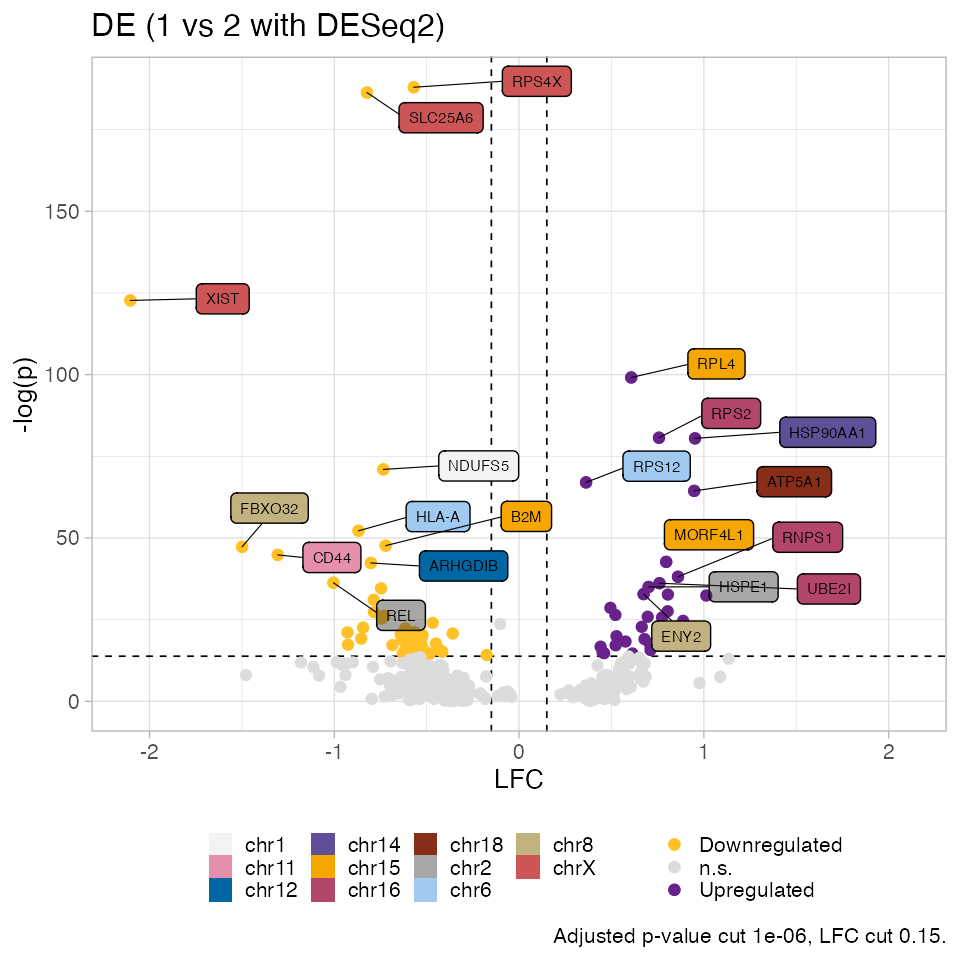 DE (1 vs 2 with DESeq2)
RPS4X
SLC25A6
150
XIST
RPL4
100
RPS2
HSP90AA1
NDUFS5
RPS12
ATP5A1
FBXO32
HLA-A
B2M
MORF4L1
RNPS1
50
CD44
ARHGDIB
HSPE1
UBE2I
REL
ENY2
0
-log(p)
-2 -1 0 1 2
LFC
chr1 chr14 chr18 chr8 Downregulated
chr11 chr15 chr2 chrX n.s.
chr12 chr16 chr6 Upregulated
Adjusted p-value cut 1e-06, LFC cut 0.15.